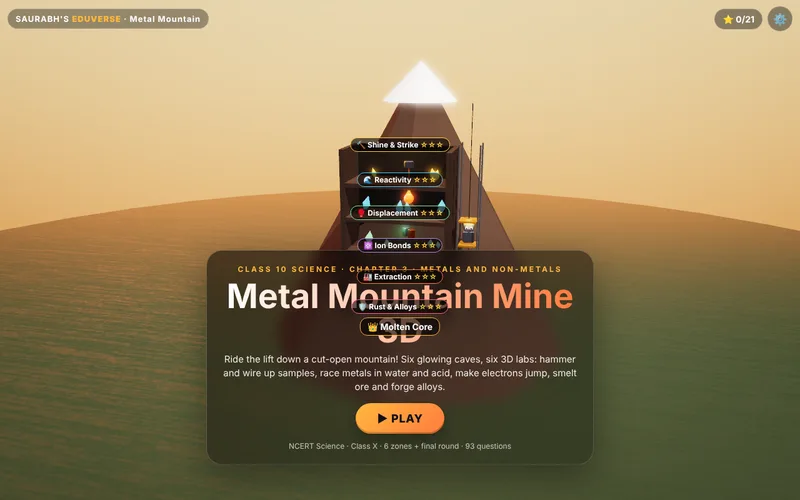 SAURABH'S EDUVERSE · Metal Mountain
⭐ 0/21
⛏️ Shine & Strike ☆☆☆
🌊 Reactivity ☆☆☆
🧪 Displacement ☆☆☆
⚛️ Ion Bonds ☆☆☆
CLASS 10 SCIENCE · CHAPTER 3 · METALS AND NON-METALS
🏭 Extraction ☆☆☆
Metal Mountain Mine
🛡️ Rust & Alloys ☆☆☆
👑 Molten Core
3D
Ride the lift down a cut-open mountain! Six glowing caves, six 3D labs: hammer
and wire up samples, race metals in water and acid, make electrons jump, smelt
ore and forge alloys.
▶ PLAY
NCERT Science · Class X · 6 zones + final round · 93 questions